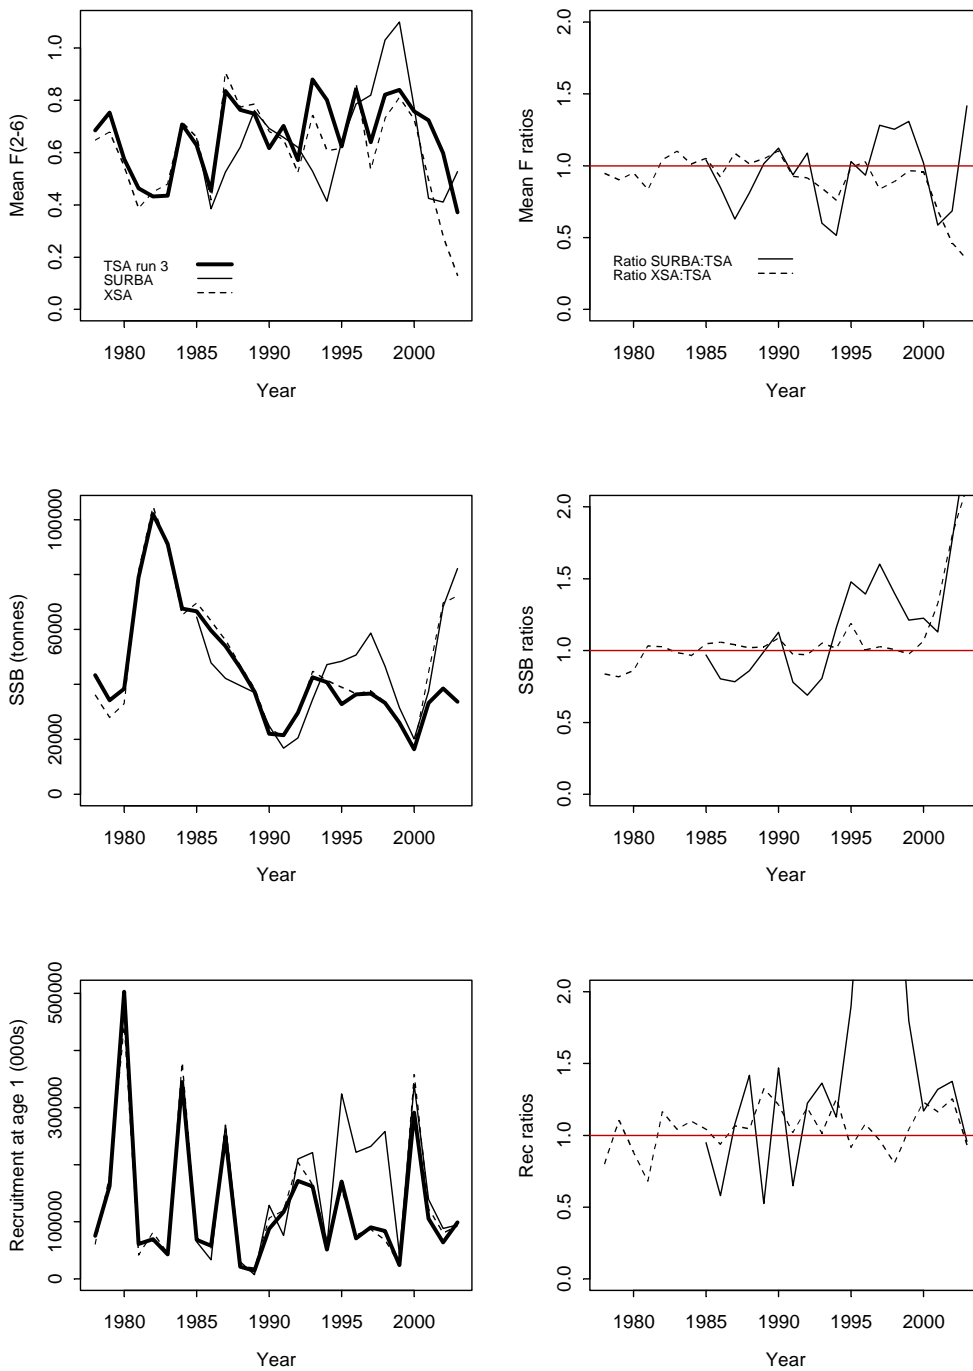 Mean F(2-6)
1.0
0.8
0.6
0.4
0.2
0.0
TSA run 3
SURBA
XSA
1980 1985 1990 1995 2000
Year
Mean F ratios
2.0
1.5
1.0
0.5
0.0
Ratio SURBA:TSA
Ratio XSA:TSA
1980 1985 1990 1995 2000
Year
SSB (tonnes)
100000
60000
20000
0
1980 1985 1990 1995 2000
Year
SSB ratios
2.0
1.5
1.0
0.5
0.0
1980 1985 1990 1995 2000
Year
Recruitment at age 1 (000s)
500000
300000
100000
0
1980 1985 1990 1995 2000
Year
Rec ratios
2.0
1.5
1.0
0.5
0.0
1980 1985 1990 1995 2000
Year